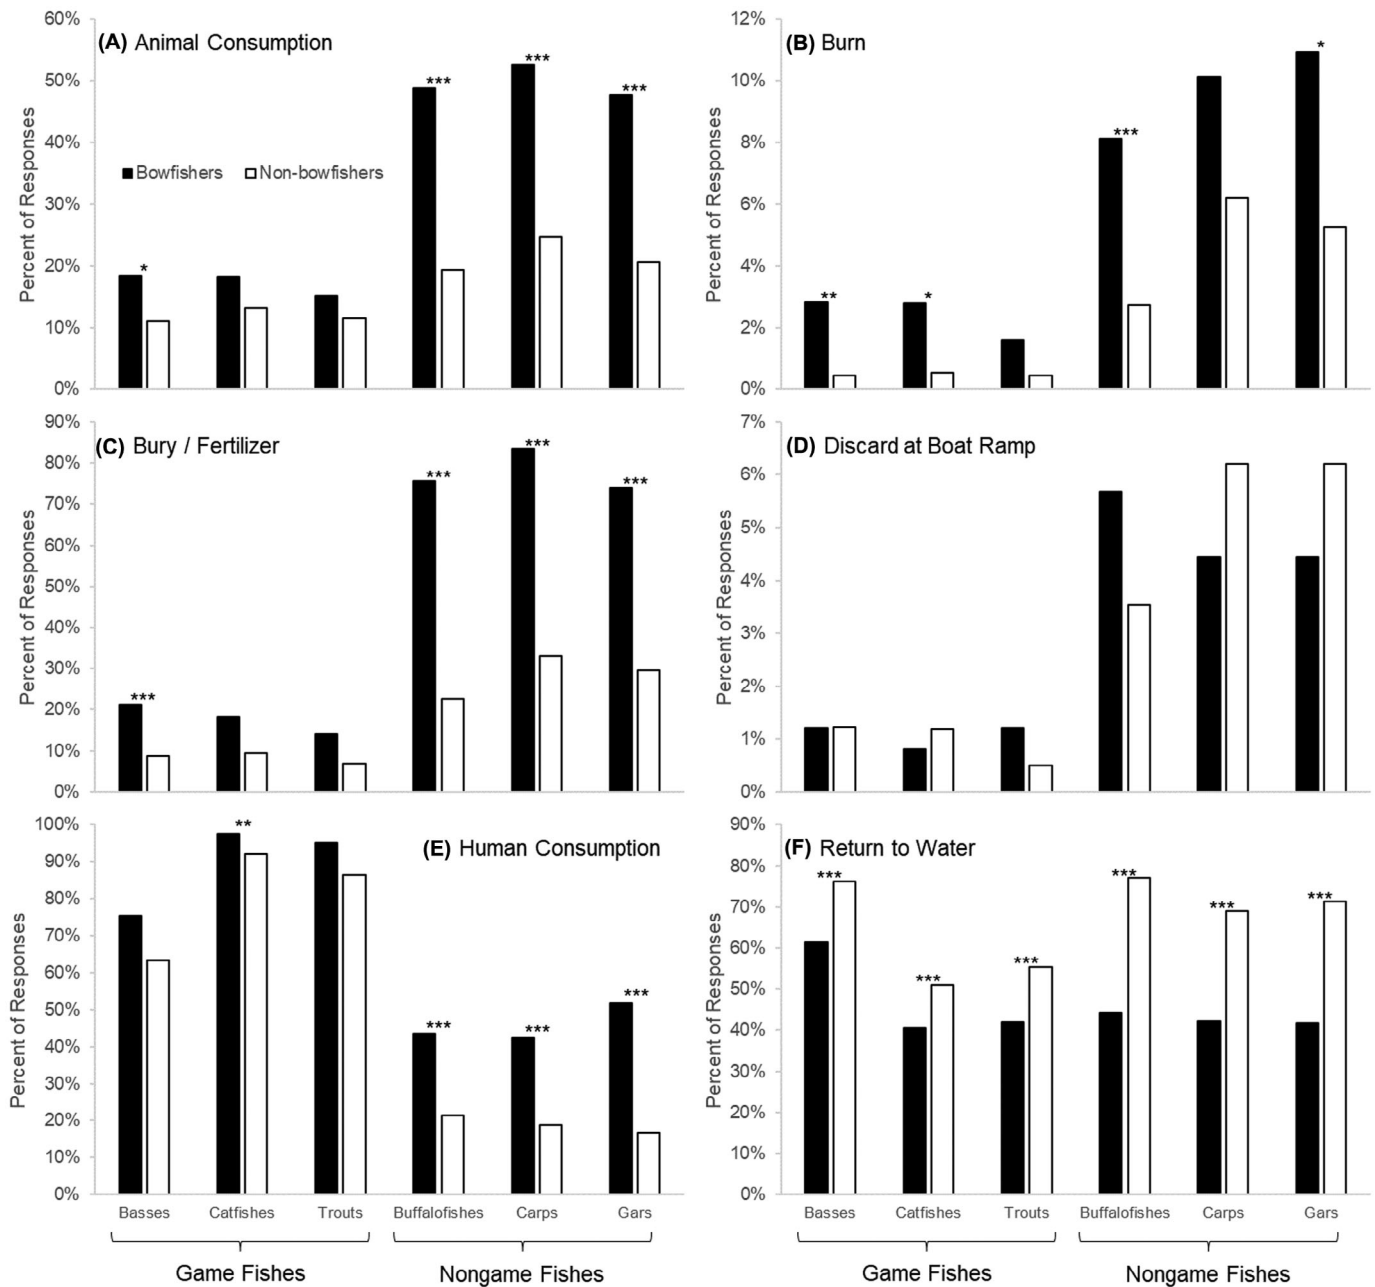 (A) Animal Consumption
Percent of Responses
60%
50%
40%
30%
20%
10%
0%
Bowfishers
Non-bowfishers
*
***
***
***
(B) Burn
Percent of Responses
12%
10%
8%
6%
4%
2%
0%
**
*
***
*
(C) Bury / Fertilizer
Percent of Responses
90%
80%
70%
60%
50%
40%
30%
20%
10%
0%
***
***
***
***
(D) Discard at Boat Ramp
Percent of Responses
7%
6%
5%
4%
3%
2%
1%
0%
(E) Human Consumption
Percent of Responses
100%
90%
80%
70%
60%
50%
40%
30%
20%
10%
0%
**
***
***
***
Basses
Catfishes
Trouts
Buffalofishes
Carps
Gars
Game Fishes
Nongame Fishes
(F) Return to Water
Percent of Responses
90%
80%
70%
60%
50%
40%
30%
20%
10%
0%
***
***
***
***
***
***
Basses
Catfishes
Trouts
Buffalofishes
Carps
Gars
Game Fishes
Nongame Fishes